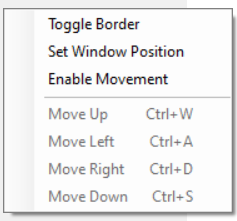 Toggle Border
Set Window Position
Enable Movement
Move Up Ctrl+W
Move Left Ctrl+A
Move Right Ctrl+D
Move Down Ctrl+S